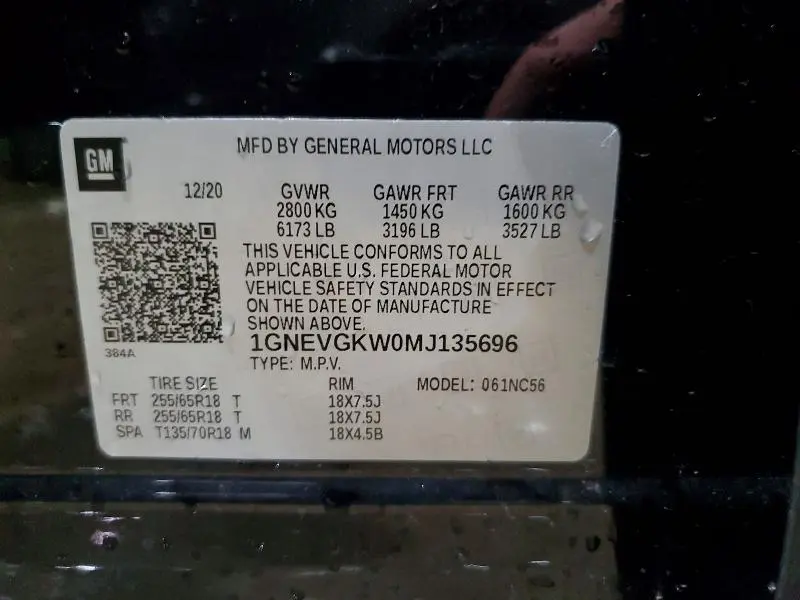 GM
MFD BY GENERAL MOTORS LLC
12/20 GVWR GAWR FRT GAWR RR
2800 KG 1450 KG 1600 KG
6173 LB 3196 LB 3527 LB
THIS VEHICLE CONFORMS TO ALL
APPLICABLE U.S. FEDERAL MOTOR
VEHICLE SAFETY STANDARDS IN EFFECT
ON THE DATE OF MANUFACTURE
SHOWN ABOVE.
384A
1GNEVGKW0MJ135696
TYPE: M.P.V.
TIRE SIZE RIM MODEL: 061NC56
FRT 255/65R18 T 18X7.5J
RR 255/65R18 T 18X7.5J
SPA T135/70R18 M 18X4.5B